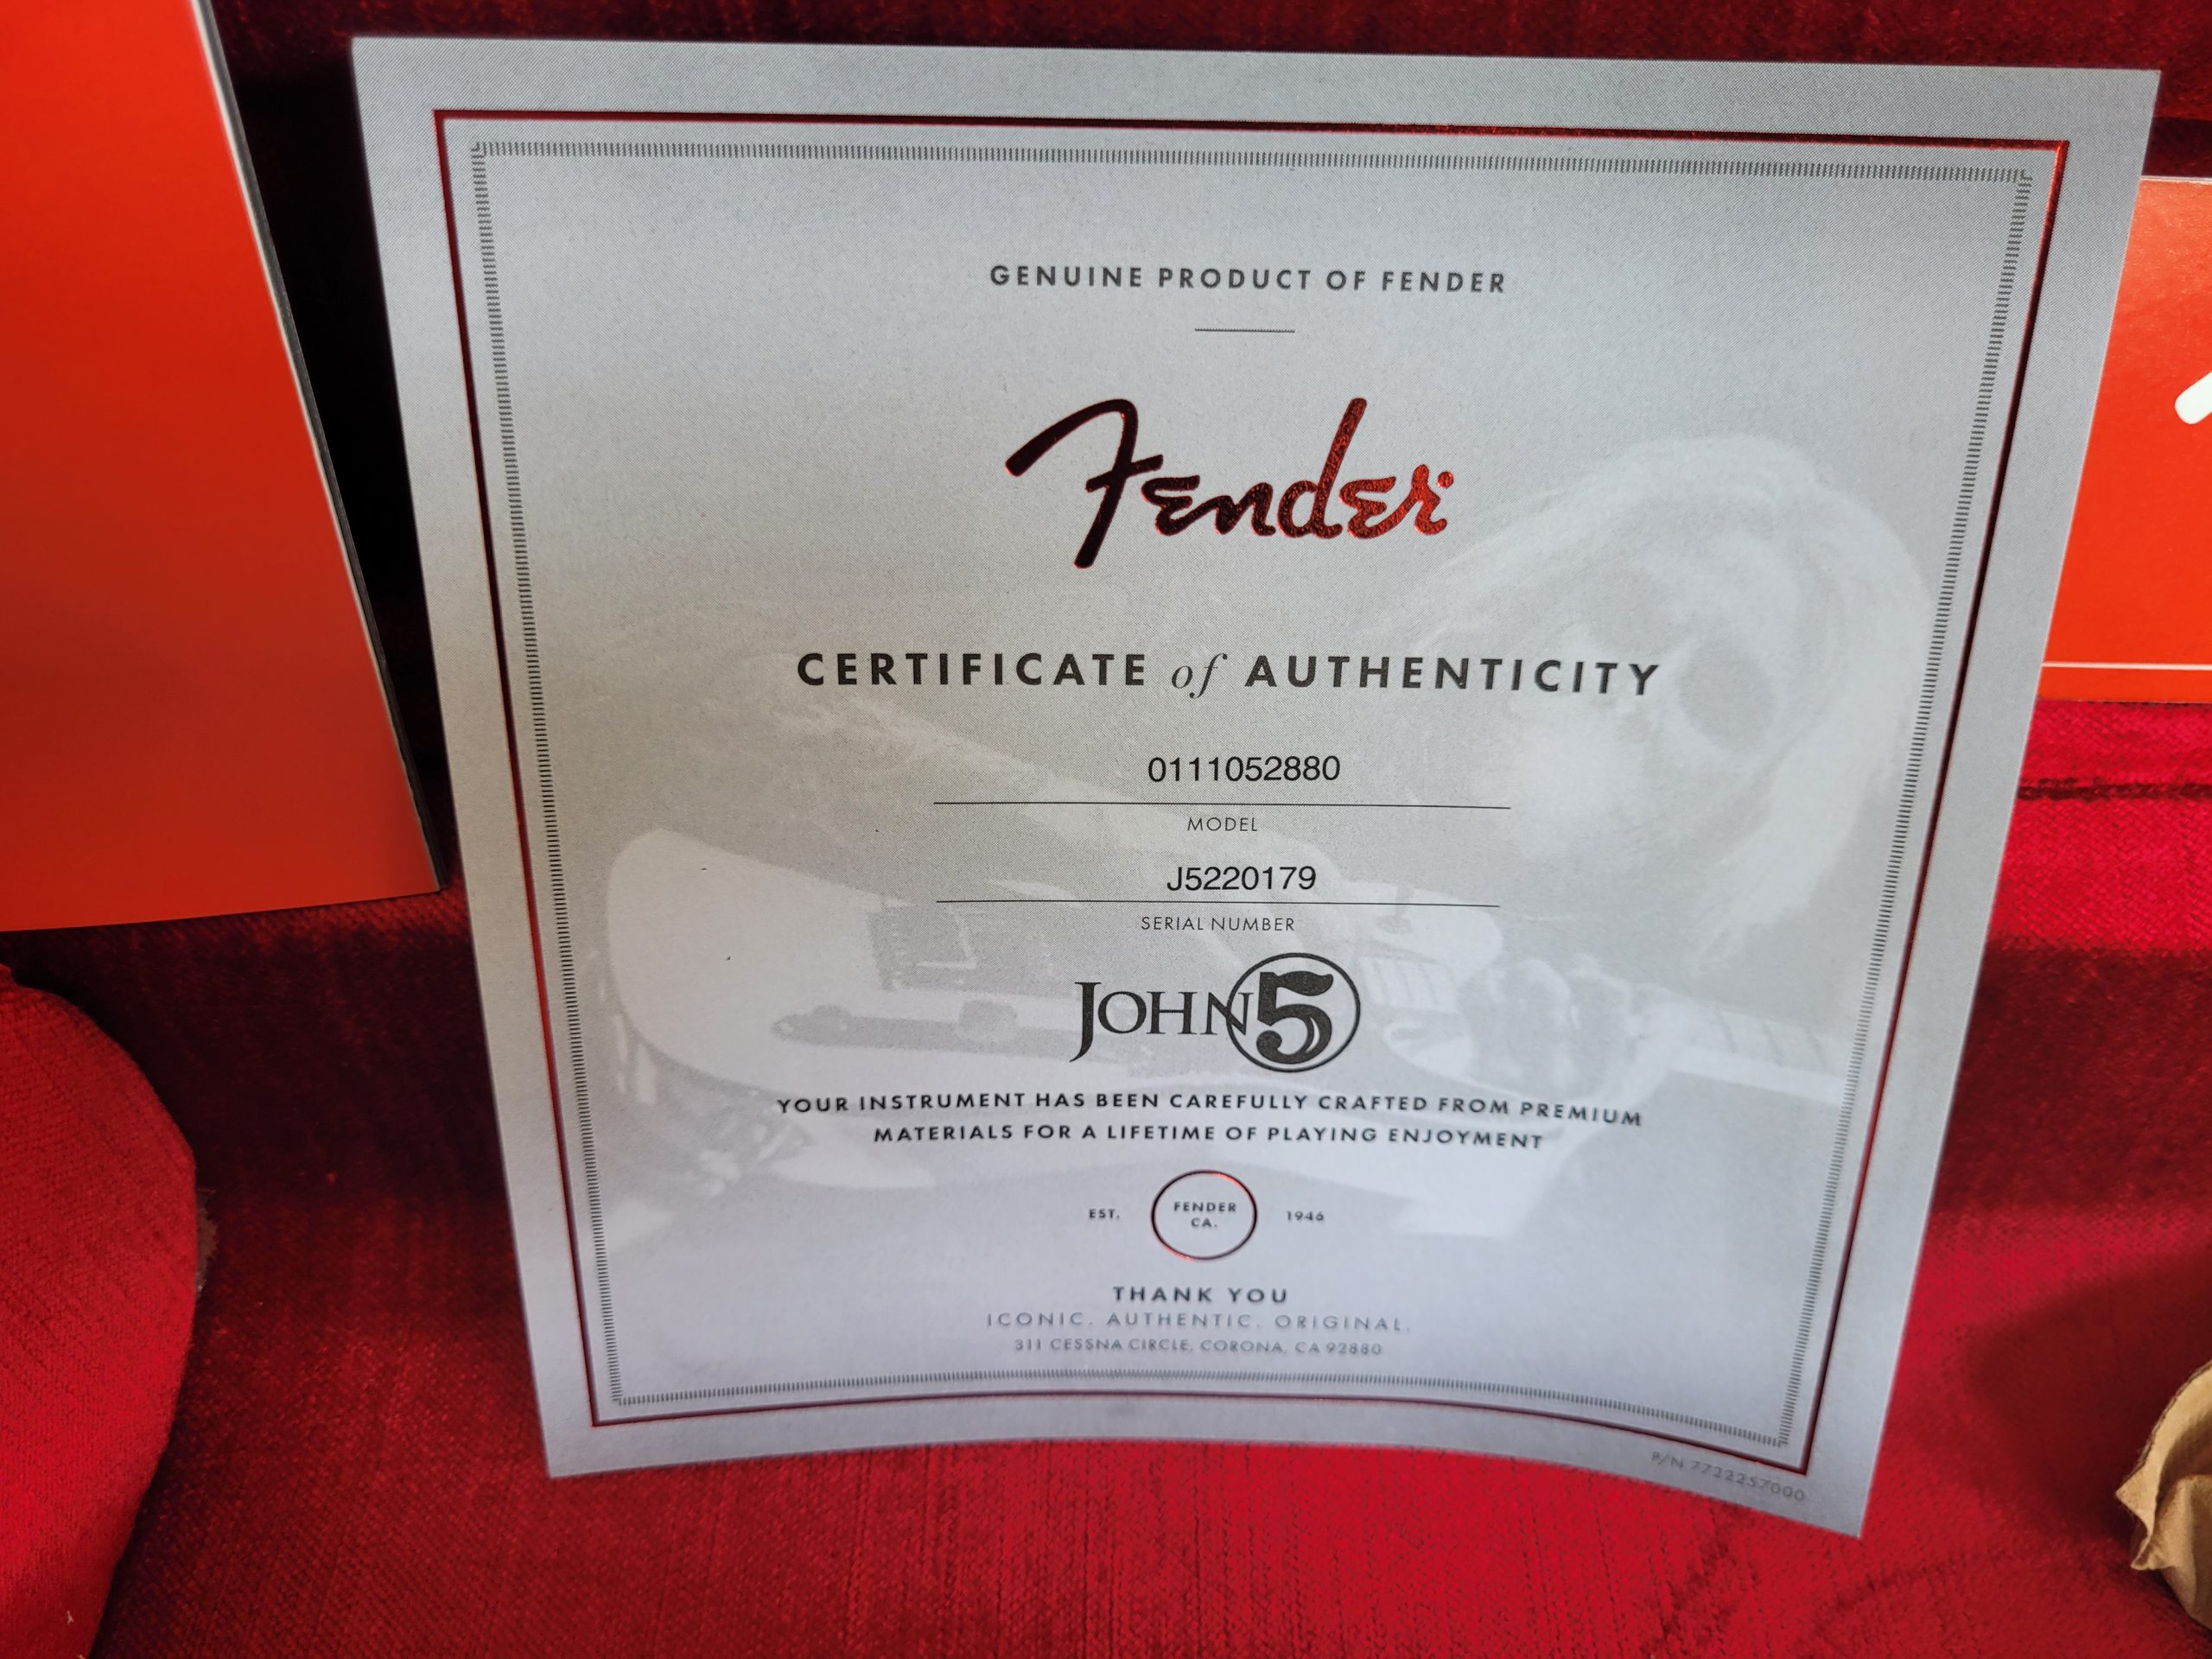 GENUINE PRODUCT OF FENDER
Fender
CERTIFICATE of AUTHENTICITY
0111052880
MODEL
J5220179
SERIAL NUMBER
JOHN5
YOUR INSTRUMENT HAS BEEN CAREFULLY CRAFTED FROM PREMIUM
MATERIALS FOR A LIFETIME OF PLAYING ENJOYMENT
EST. FENDER CA. 1946
THANK YOU
ICONIC. AUTHENTIC. ORIGINAL.
311 CESSNA CIRCLE, CORONA, CA 92880
P/N 7722257000